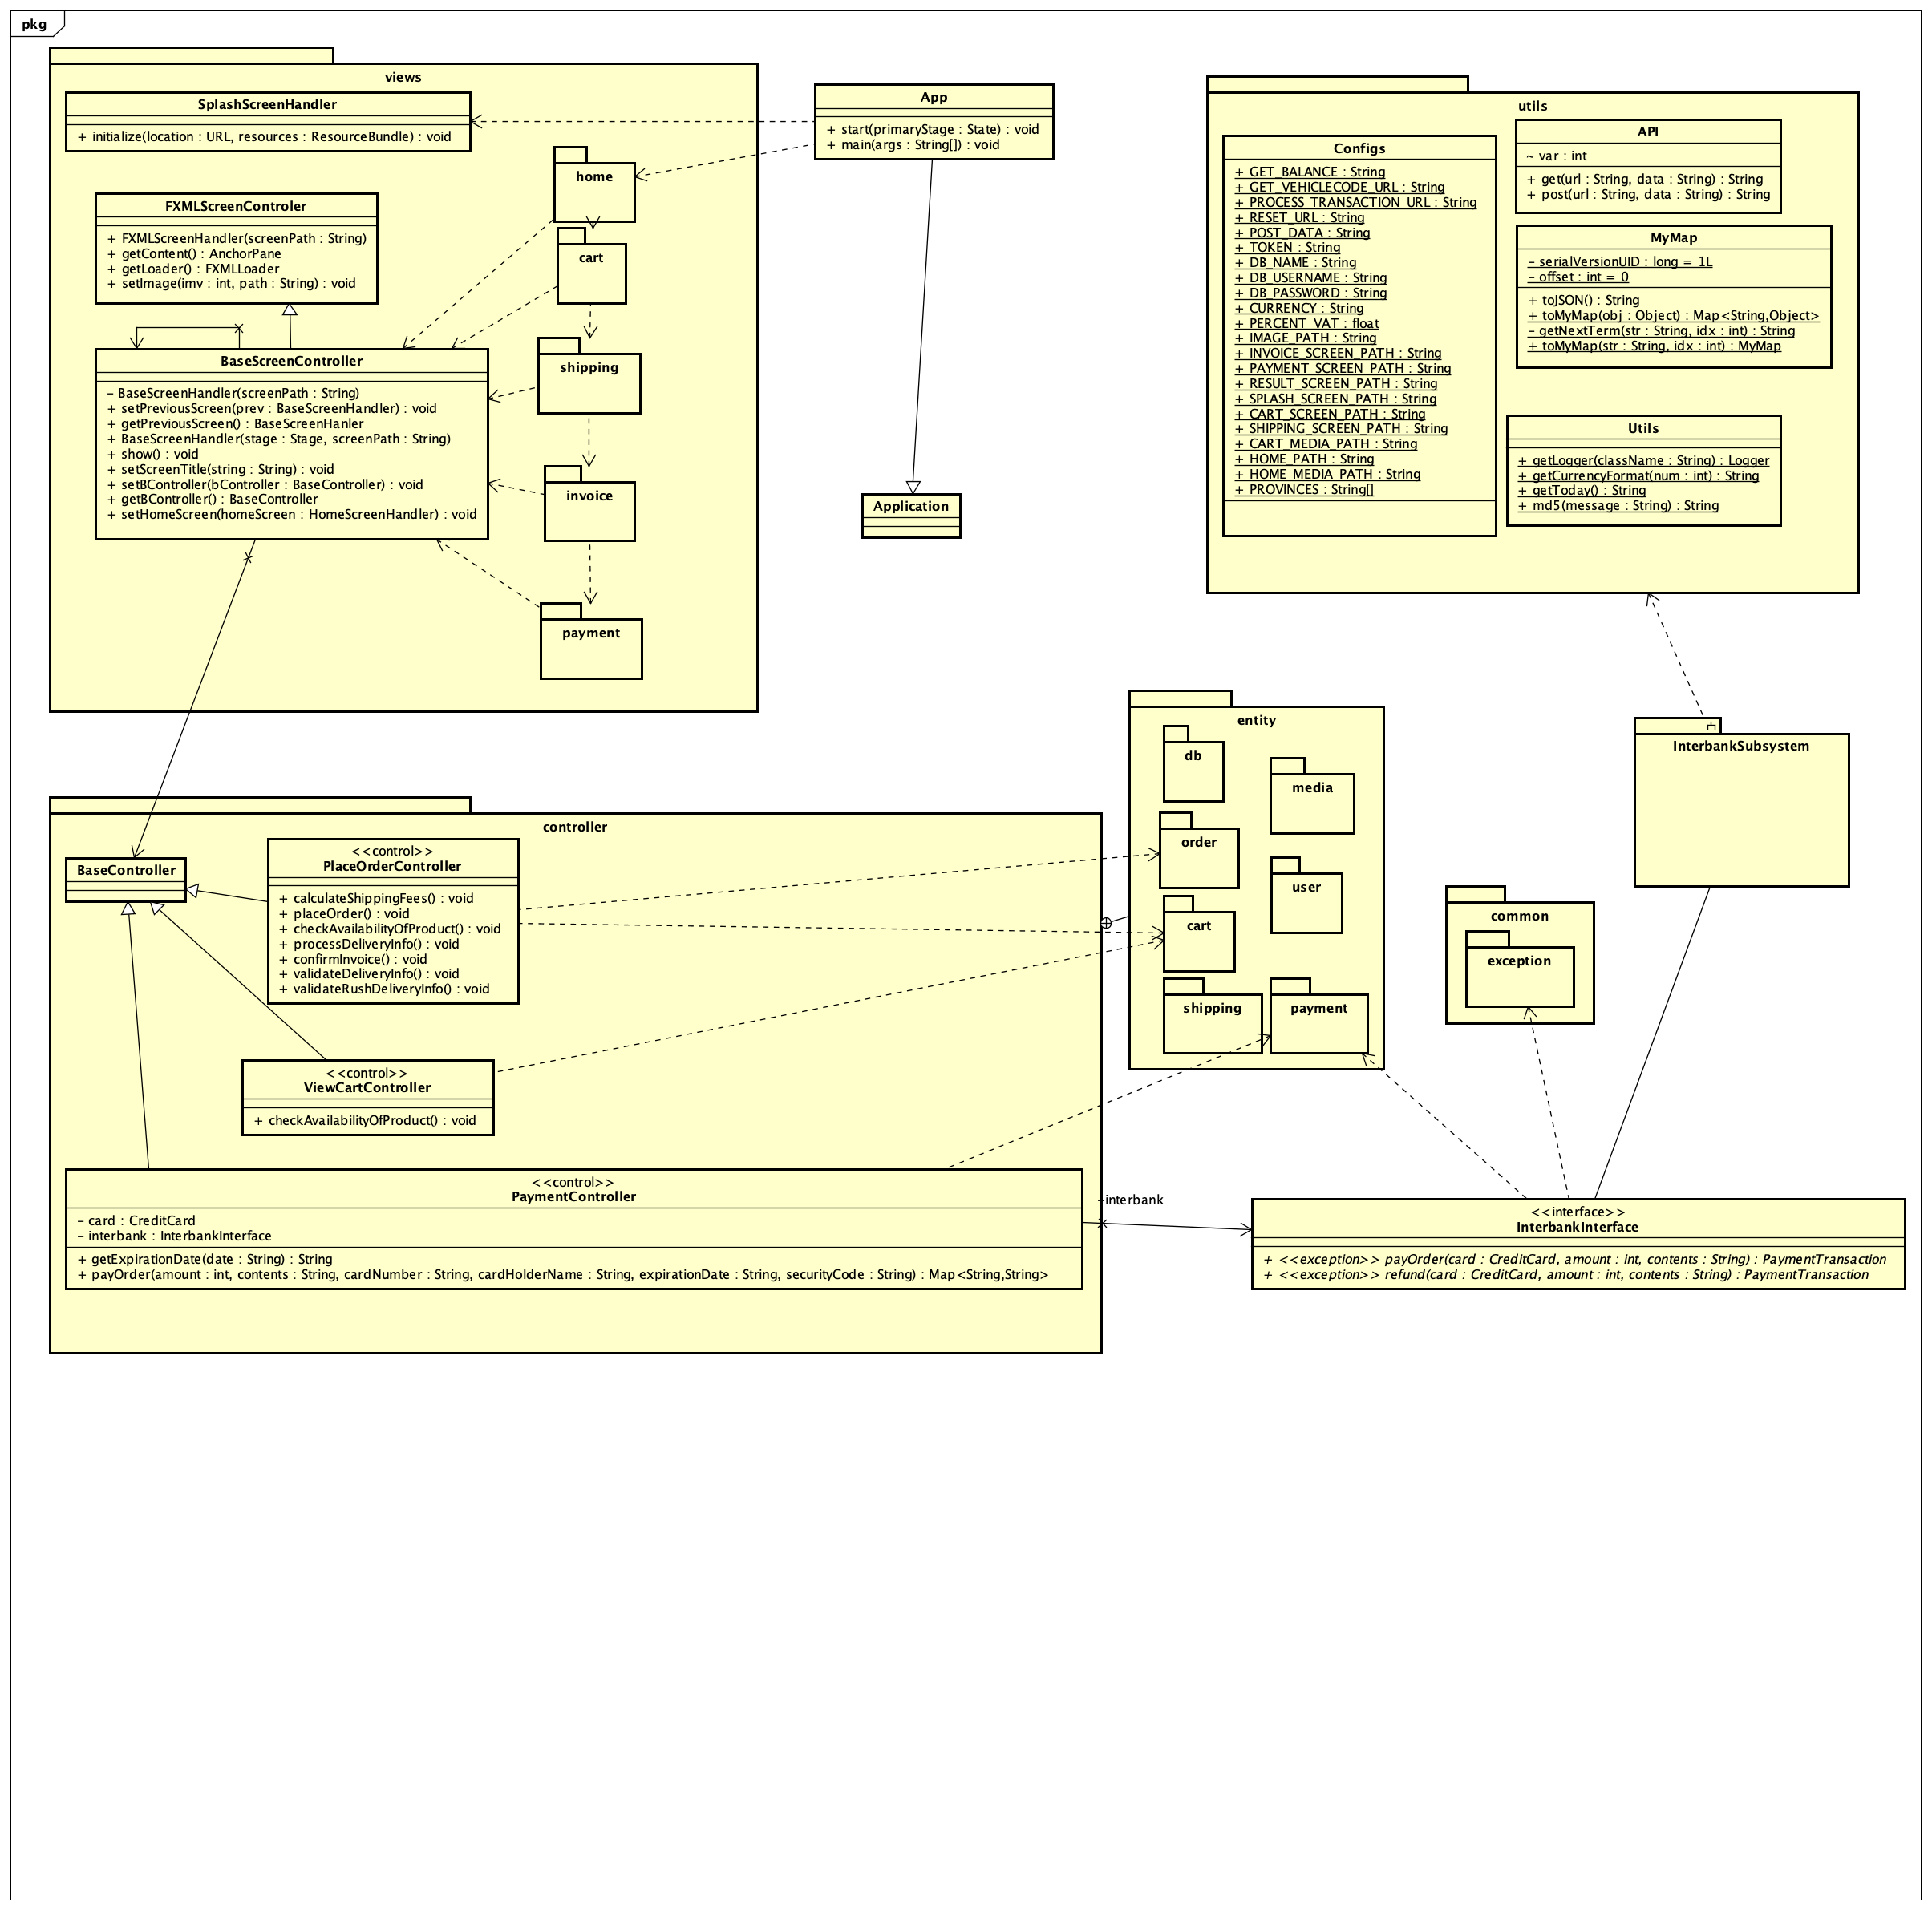 pkg
views
SplashScreenHandler
+ initialize(location : URL, resources : ResourceBundle) : void
FXMLScreenControler
+ FXMLScreenHandler(screenPath : String)
+ getContent() : AnchorPane
+ getLoader() : FXMLLoader
+ setImage(imv : int, path : String) : void
BaseScreenController
– BaseScreenHandler(screenPath : String)
+ setPreviousScreen(prev : BaseScreenHandler) : void
+ getPreviousScreen() : BaseScreenHanler
+ BaseScreenHandler(stage : Stage, screenPath : String)
+ show() : void
+ setScreenTitle(string : String) : void
+ setBController(bController : BaseController) : void
+ getBController() : BaseController
+ setHomeScreen(homeScreen : HomeScreenHandler) : void
home
cart
shipping
invoice
payment
App
+ start(primaryStage : State) : void
+ main(args : String[]) : void
Application
utils
Configs
+ GET_BALANCE : String
+ GET_VEHICLECODE_URL : String
+ PROCESS_TRANSACTION_URL : String
+ RESET_URL : String
+ POST_DATA : String
+ TOKEN : String
+ DB_NAME : String
+ DB_USERNAME : String
+ DB_PASSWORD : String
+ CURRENCY : String
+ PERCENT_VAT : float
+ IMAGE_PATH : String
+ INVOICE_SCREEN_PATH : String
+ PAYMENT_SCREEN_PATH : String
+ RESULT_SCREEN_PATH : String
+ SPLASH_SCREEN_PATH : String
+ CART_SCREEN_PATH : String
+ SHIPPING_SCREEN_PATH : String
+ CART_MEDIA_PATH : String
+ HOME_PATH : String
+ HOME_MEDIA_PATH : String
+ PROVINCES : String[]
API
~ var : int
+ get(url : String, data : String) : String
+ post(url : String, data : String) : String
MyMap
– serialVersionUID : long = 1L
– offset : int = 0
+ toJSON() : String
+ toMyMap(obj : Object) : Map<String,Object>
– getNextTerm(str : String, idx : int) : String
+ toMyMap(str : String, idx : int) : MyMap
Utils
+ getLogger(className : String) : Logger
+ getCurrencyFormat(num : int) : String
+ getToday() : String
+ md5(message : String) : String
InterbankSubsystem
entity
db
media
order
user
cart
shipping
payment
common
exception
controller
BaseController
<<control>>
PlaceOrderController
+ calculateShippingFees() : void
+ placeOrder() : void
+ checkAvailabilityOfProduct() : void
+ processDeliveryInfo() : void
+ confirmInvoice() : void
+ validateDeliveryInfo() : void
+ validateRushDeliveryInfo() : void
<<control>>
ViewCartController
+ checkAvailabilityOfProduct() : void
<<control>>
PaymentController
– card : CreditCard
– interbank : InterbankInterface
+ getExpirationDate(date : String) : String
+ payOrder(amount : int, contents : String, cardNumber : String, cardHolderName : String, expirationDate : String, securityCode : String) : Map<String,String>
–interbank
<<interface>>
InterbankInterface
+ <<exception>> payOrder(card : CreditCard, amount : int, contents : String) : PaymentTransaction
+ <<exception>> refund(card : CreditCard, amount : int, contents : String) : PaymentTransaction